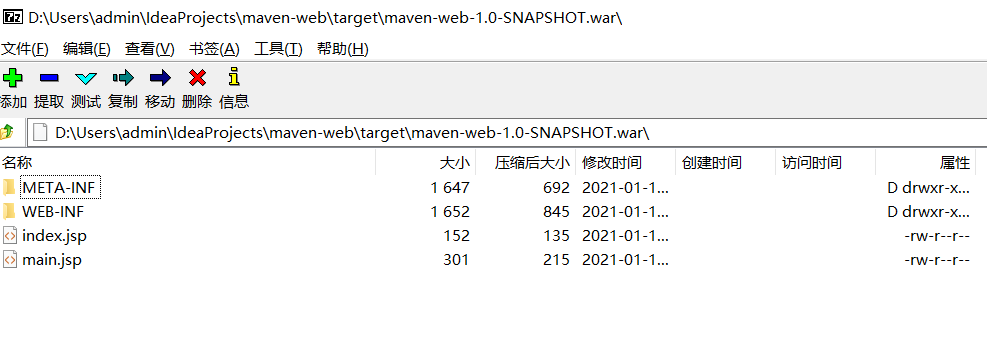 D:\Users\admin\IdeaProjects\maven-web\target\maven-web-1.0-SNAPSHOT.war\
文件(F) 编辑(E) 查看(V) 书签(A) 工具(T) 帮助(H)
添加 提取 测试 复制 移动 删除 信息
D:\Users\admin\IdeaProjects\maven-web\target\maven-web-1.0-SNAPSHOT.war\
名称 大小 压缩后大小 修改时间 创建时间 访问时间 属性
META-INF 1 647 692 2021-01-1... D drwxr-x...
WEB-INF 1 652 845 2021-01-1... D drwxr-x...
index.jsp 152 135 2021-01-1... -rw-r--r--
main.jsp 301 215 2021-01-1... -rw-r--r--